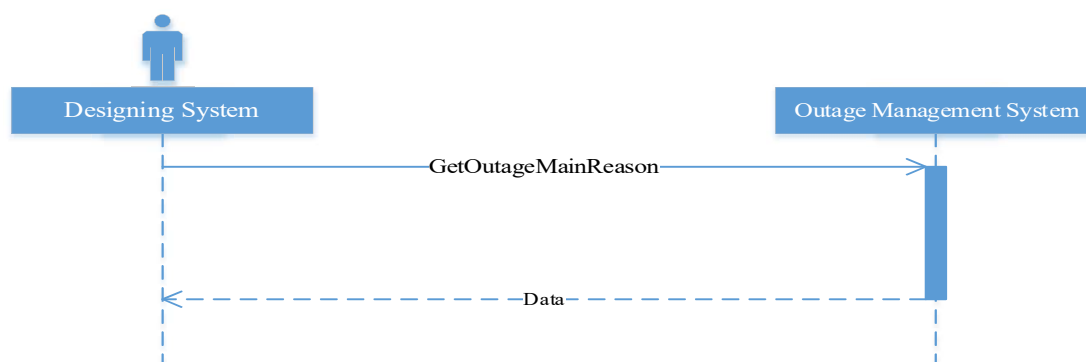 Designing System
Outage Management System
GetOutageMainReason
Data